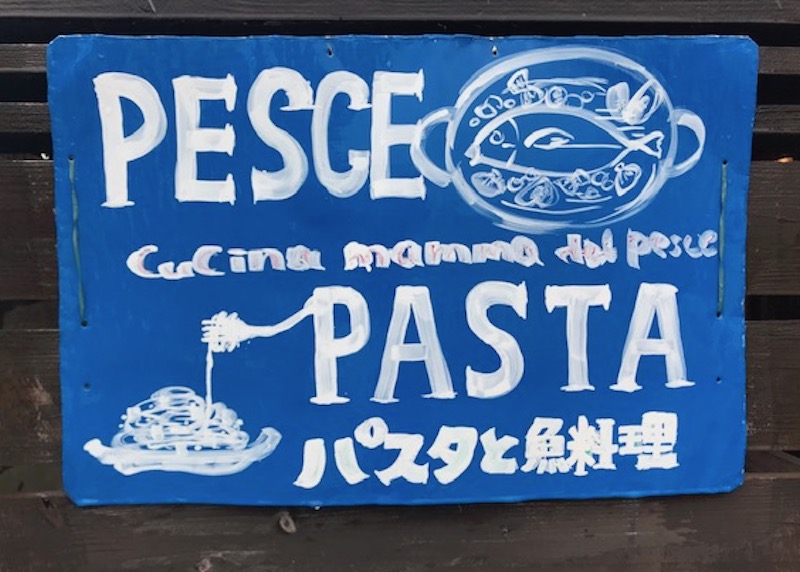 PESCE
cucina mamma del pesce
PASTA
パスタと魚料理